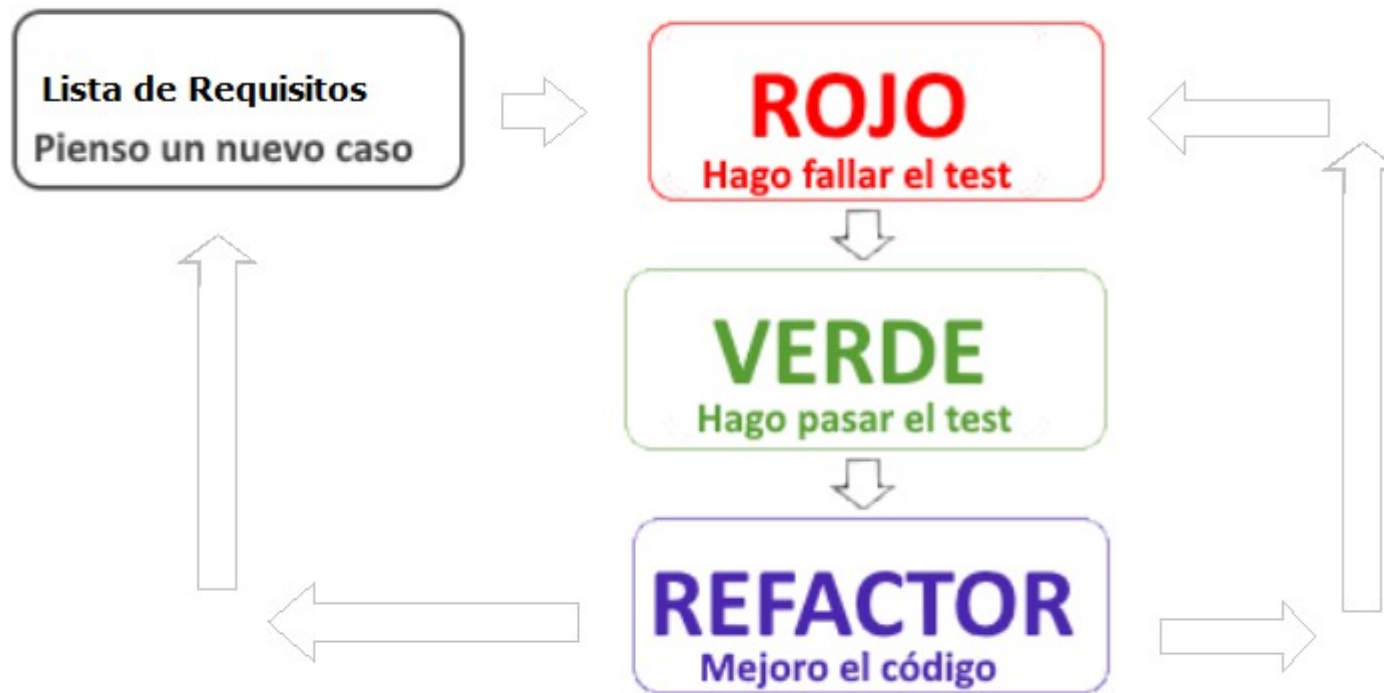 Lista de Requisitos
Pienso un nuevo caso
ROJO
Hago fallar el test
VERDE
Hago pasar el test
REFACTOR
Mejoro el código